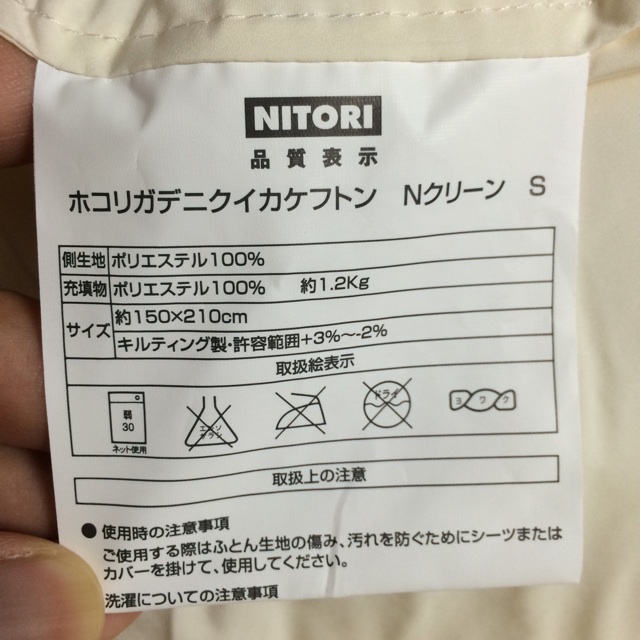 NITORI
品質表示
ホコリガデニクイカケフトン Nクリーン S
側生地 ポリエステル100%
充填物 ポリエステル100% 約1.2Kg
サイズ 約150×210cm
キルティング製・許容範囲+3%~-2%
取扱絵表示
弱
30
ネット使用
エンソ
サラシ
ドライ
ヨワク
取扱上の注意
● 使用時の注意事項
ご使用する際はふとん生地の傷み、汚れを防ぐためにシーツまたは
カバーを掛けて、使用してください。
洗濯についての注意事項